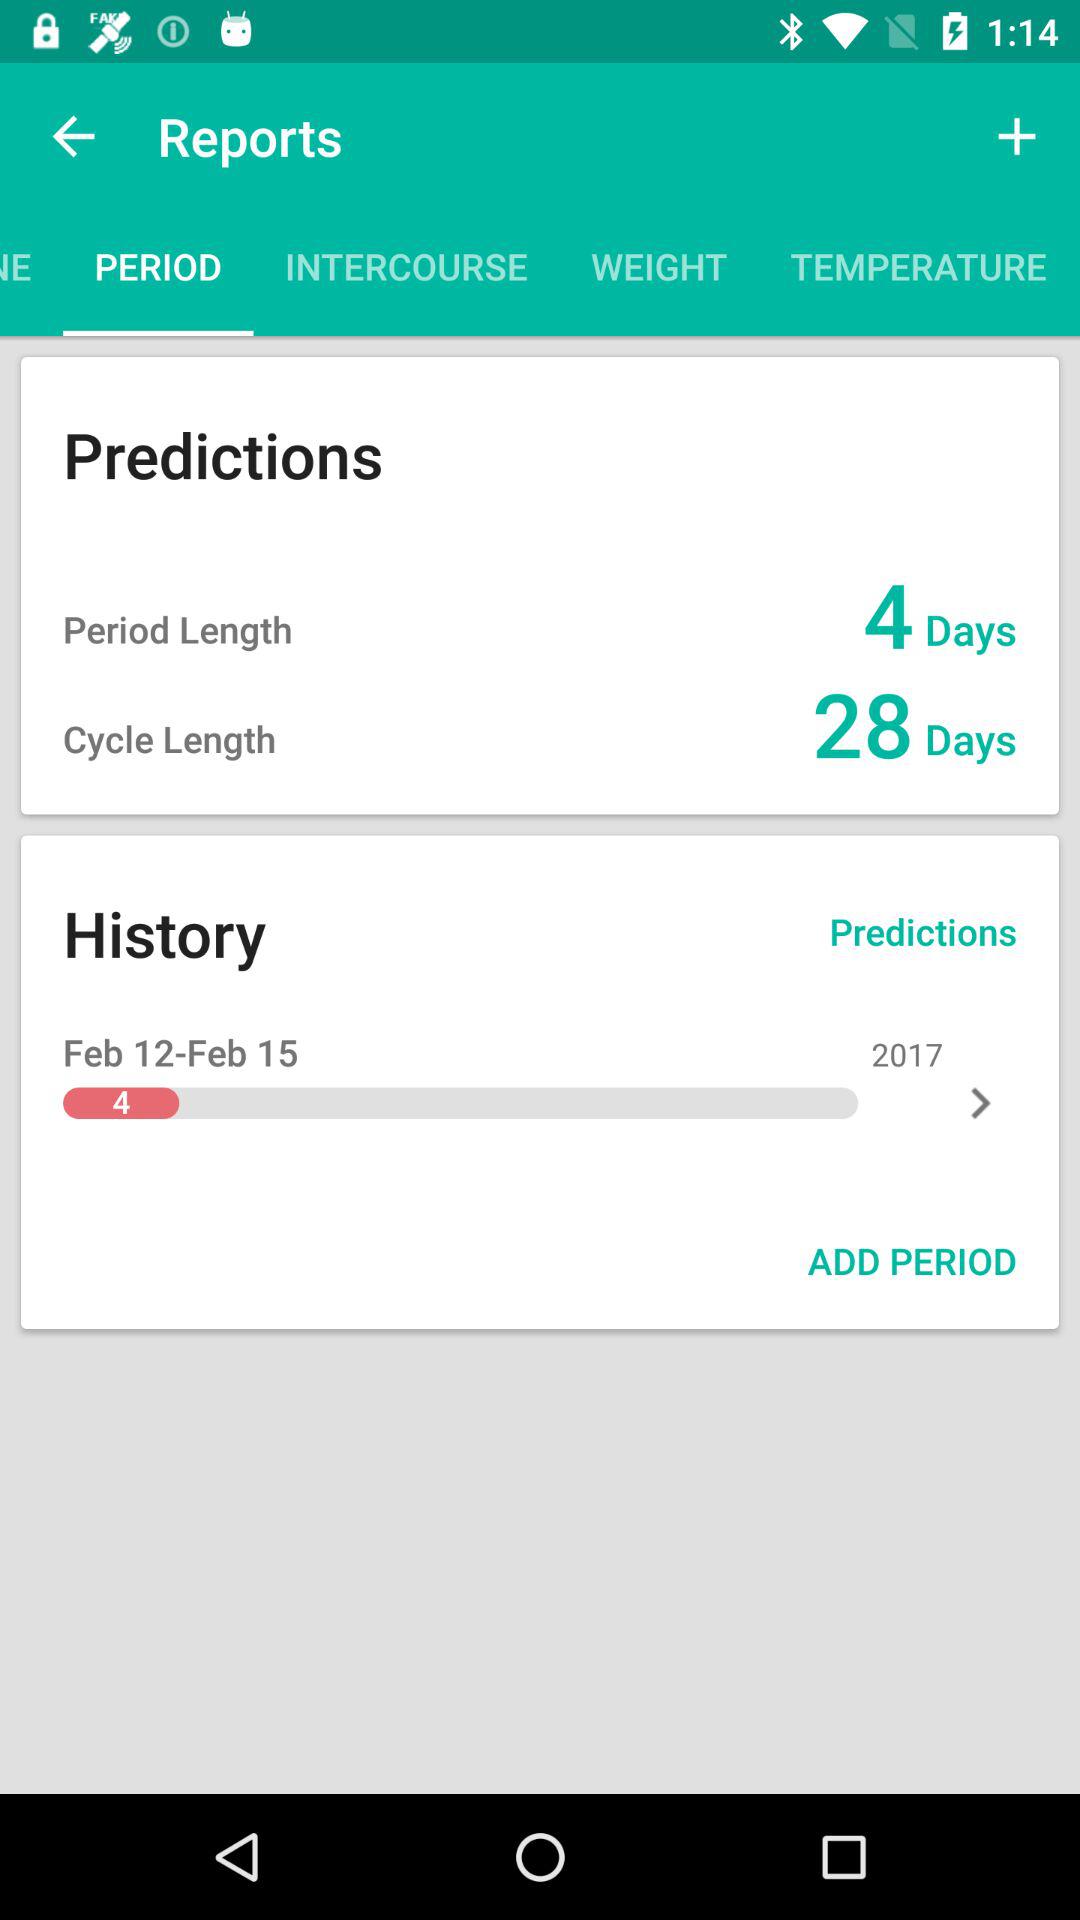 FAKE
1:14
Reports
NE PERIOD INTERCOURSE WEIGHT TEMPERATURE
Predictions
Period Length 4 Days
Cycle Length 28 Days
History Predictions
Feb 12-Feb 15 2017
4
ADD PERIOD